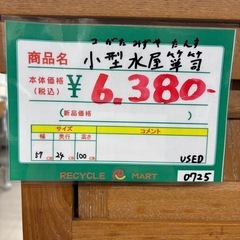 こがた みずや たんす
商品名 小型水屋箪笥
本体価格
(税込) ¥6,380-
(新品価格 )
サイズ コメント
幅 奥行 高さ
57 24 100cm USED
RECYCLE MART 0725